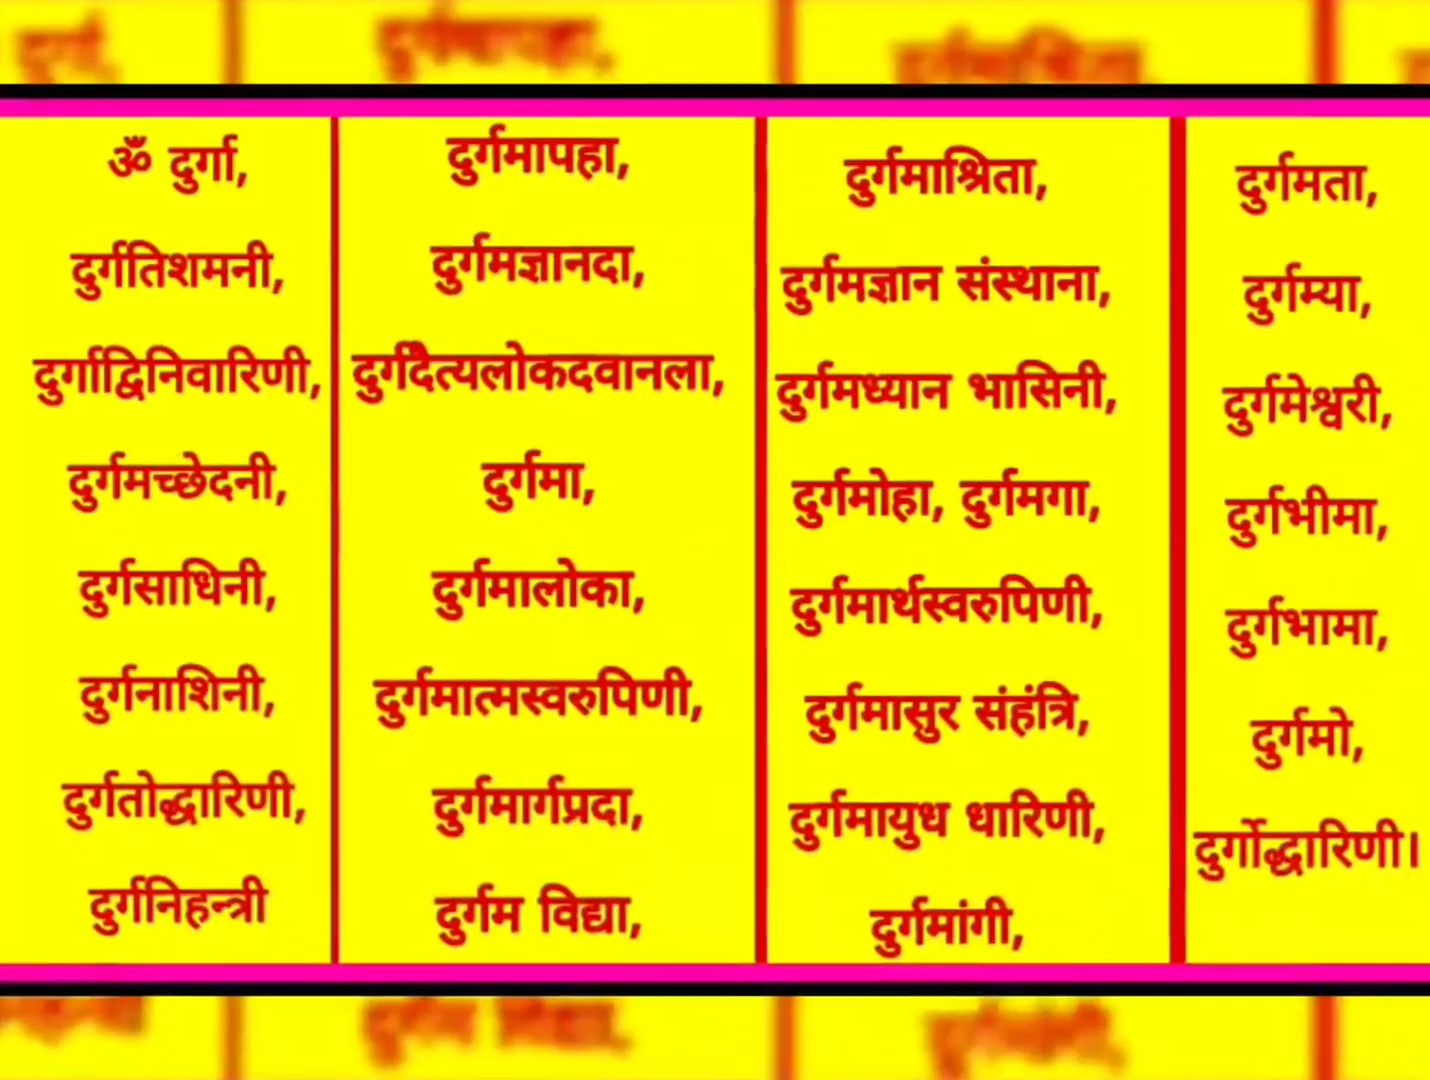 ॐ दुर्गा,
दुर्गतिशमनी,
दुर्गाद्विनिवारिणी,
दुर्गमच्छेदनी,
दुर्गसाधिनी,
दुर्गनाशिनी,
दुर्गतोद्धारिणी,
दुर्गनिहन्त्री
दुर्गमापहा,
दुर्गमज्ञानदा,
दुर्गदैत्यलोकदवानला,
दुर्गमा,
दुर्गमालोका,
दुर्गमात्मस्वरुपिणी,
दुर्गमार्गप्रदा,
दुर्गम विद्या,
दुर्गमाश्रिता,
दुर्गमज्ञान संस्थाना,
दुर्गमध्यान भासिनी,
दुर्गमोहा, दुर्गमगा,
दुर्गमार्थस्वरुपिणी,
दुर्गमासुर संहंत्रि,
दुर्गमायुध धारिणी,
दुर्गमांगी,
दुर्गमता,
दुर्गम्या,
दुर्गमेश्वरी,
दुर्गभीमा,
दुर्गभामा,
दुर्गमो,
दुर्गोद्धारिणी।